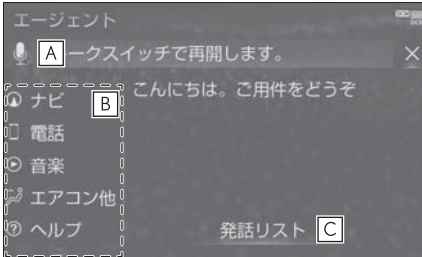 エージェント
A ークスイッチで再開します。
こんにちは。ご用件をどうぞ
B
ナビ
電話
音楽
エアコン他
ヘルプ
発話リスト C